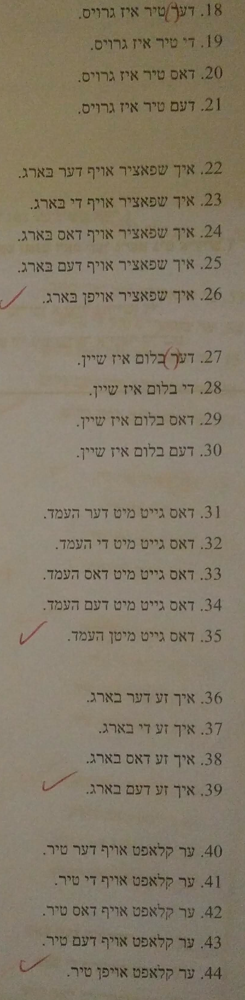 18. דער טיר איז גרויס.
19. די טיר איז גרויס.
20. דאס טיר איז גרויס.
21. דעם טיר איז גרויס.
22. איך שפאציר אויף דער בארג.
23. איך שפאציר אויף די בארג.
24. איך שפאציר אויף דאס בארג.
25. איך שפאציר אויף דעם בארג.
26. איך שפאציר אויפן בארג.
27. דער בלום איז שיין.
28. די בלום איז שיין.
29. דאס בלום איז שיין.
30. דעם בלום איז שיין.
31. דאס גייט מיט דער העמד.
32. דאס גייט מיט די העמד.
33. דאס גייט מיט דאס העמד.
34. דאס גייט מיט דעם העמד.
35. דאס גייט מיטן העמד.
36. איך זע דער בארג.
37. איך זע די בארג.
38. איך זע דאס בארג.
39. איך זע דעם בארג.
40. ער קלאפט אויף דער טיר.
41. ער קלאפט אויף די טיר.
42. ער קלאפט אויף דאס טיר.
43. ער קלאפט אויף דעם טיר.
44. ער קלאפט אויפן טיר.